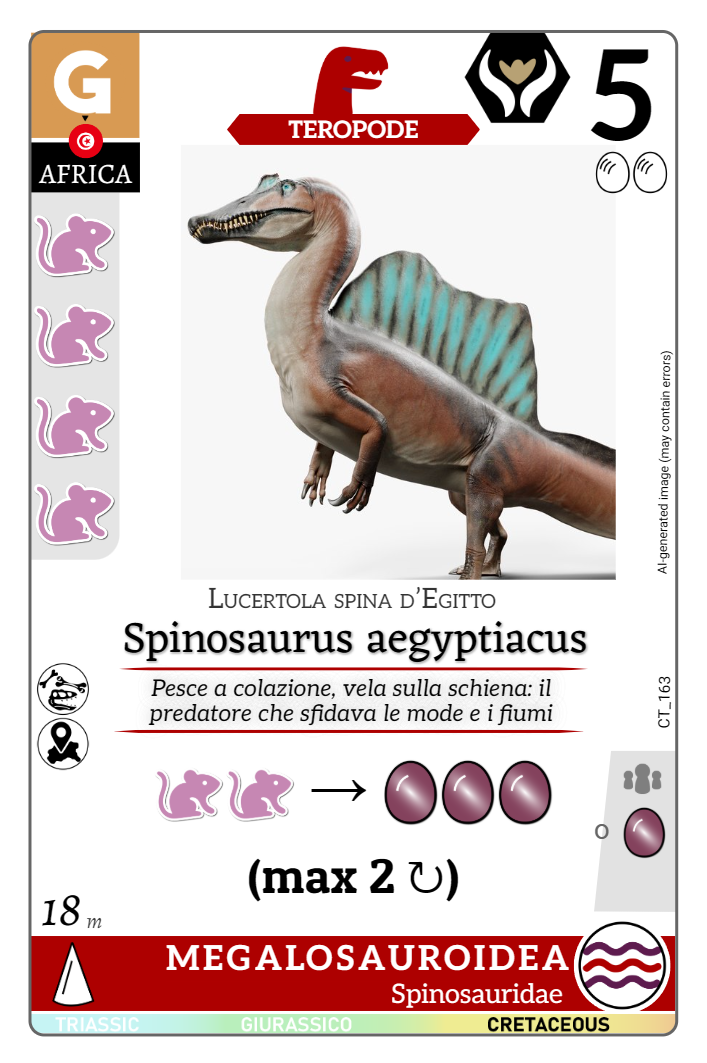 G
AFRICA
TEROPODE
5
AI-generated image (may contain errors)
LUCERTOLA SPINA D'EGITTO
Spinosaurus aegyptiacus
Pesce a colazione, vela sulla schiena: il
predatore che sfidava le mode e i fiumi
CT_163
→
o
(max 2 ↻)
18 m
MEGALOSAUROIDEA
Spinosauridae
TRIASSIC GIURASSICO CRETACEOUS